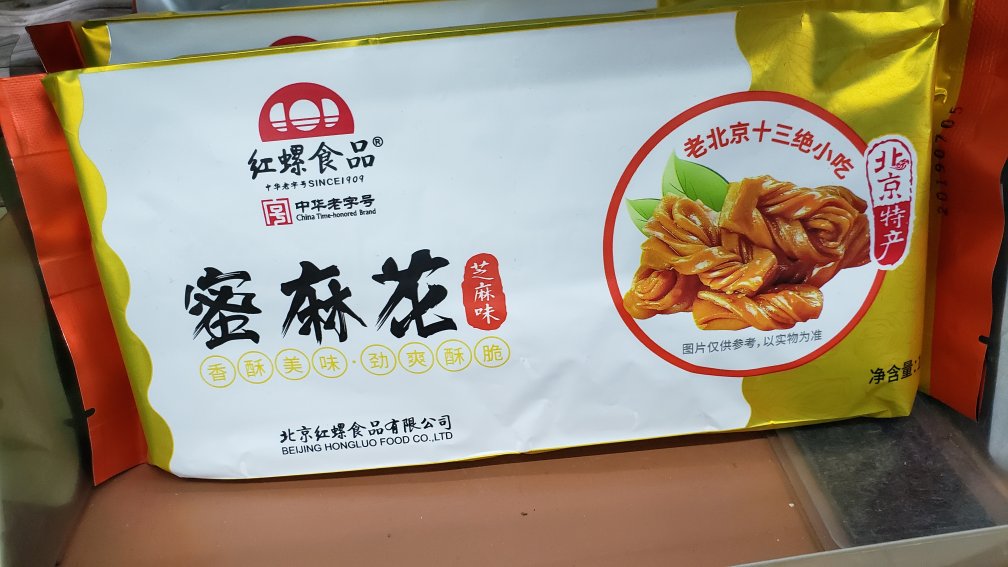 红螺食品®
中华老字号SINCE1909
中华老字号
China Time-honored Brand
蜜麻花
芝麻味
香酥美味·劲爽酥脆
北京红螺食品有限公司
BEIJING HONGLUO FOOD CO.,LTD
老北京十三绝小吃
北京特产
图片仅供参考，以实物为准
净含量:
20190705